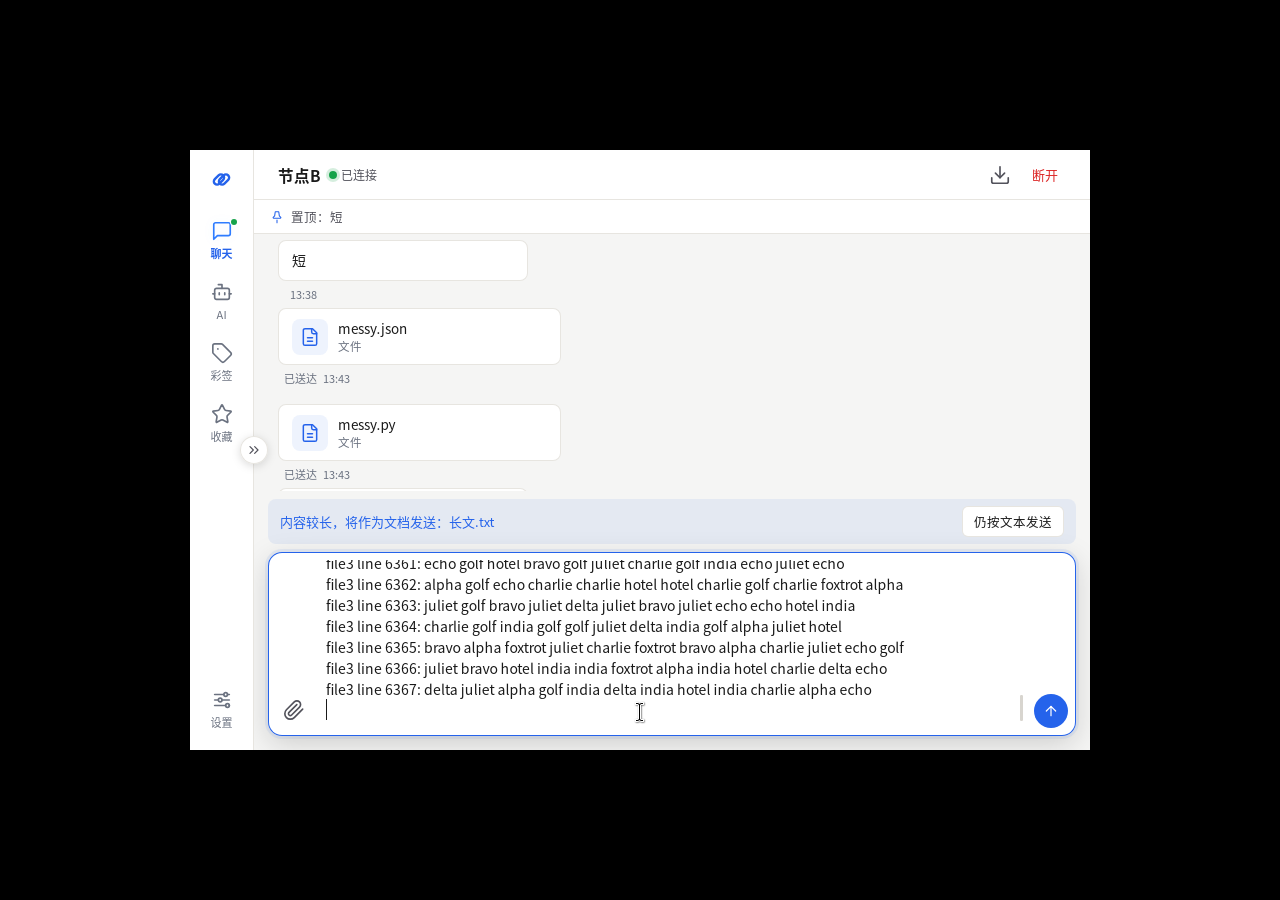 节点B
已连接
断开
置顶：短
聊天
AI
彩签
收藏
设置
短
13:38
messy.json
文件
已送达 13:43
messy.py
文件
已送达 13:43
内容较长，将作为文档发送：长文.txt
仍按文本发送
file3 line 6361: echo golf hotel bravo golf juliet charlie golf india echo juliet echo
file3 line 6362: alpha golf echo charlie charlie hotel hotel charlie golf charlie foxtrot alpha
file3 line 6363: juliet golf bravo juliet delta juliet bravo juliet echo echo hotel india
file3 line 6364: charlie golf india golf golf juliet delta india golf alpha juliet hotel
file3 line 6365: bravo alpha foxtrot juliet charlie foxtrot bravo alpha charlie juliet echo golf
file3 line 6366: juliet bravo hotel india india foxtrot alpha india hotel charlie delta echo
file3 line 6367: delta juliet alpha golf india delta india hotel india charlie alpha echo